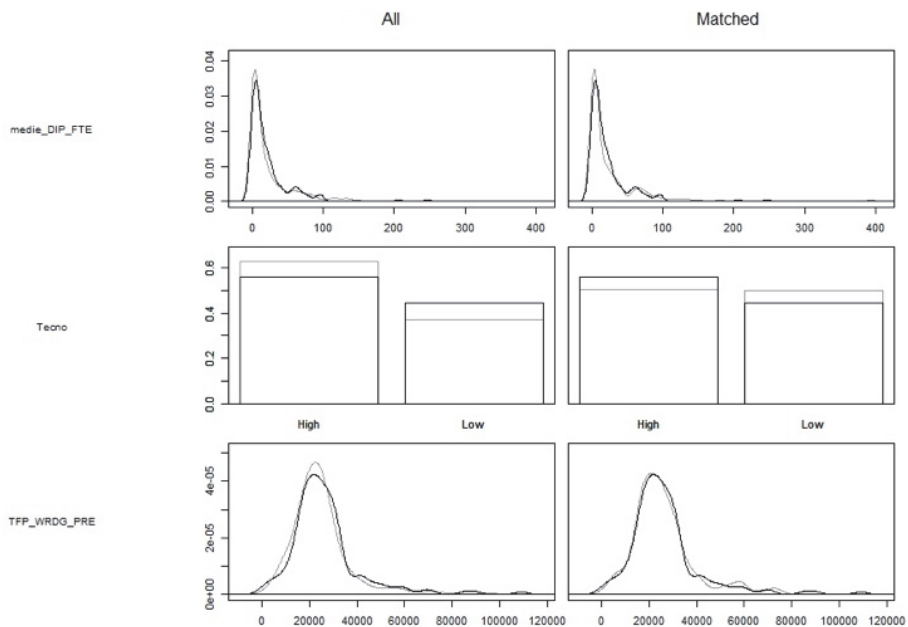 All Matched
medie_DIP_FTE
0.00 0.01 0.02 0.03 0.04
0 100 200 300 400 0 100 200 300 400
Tecno
0.0 0.2 0.4 0.6
High Low High Low
TFP_WRDG_PRE
0e+00 2e-05 4e-05
0 20000 40000 60000 80000 100000 120000 0 20000 40000 60000 80000 100000 120000